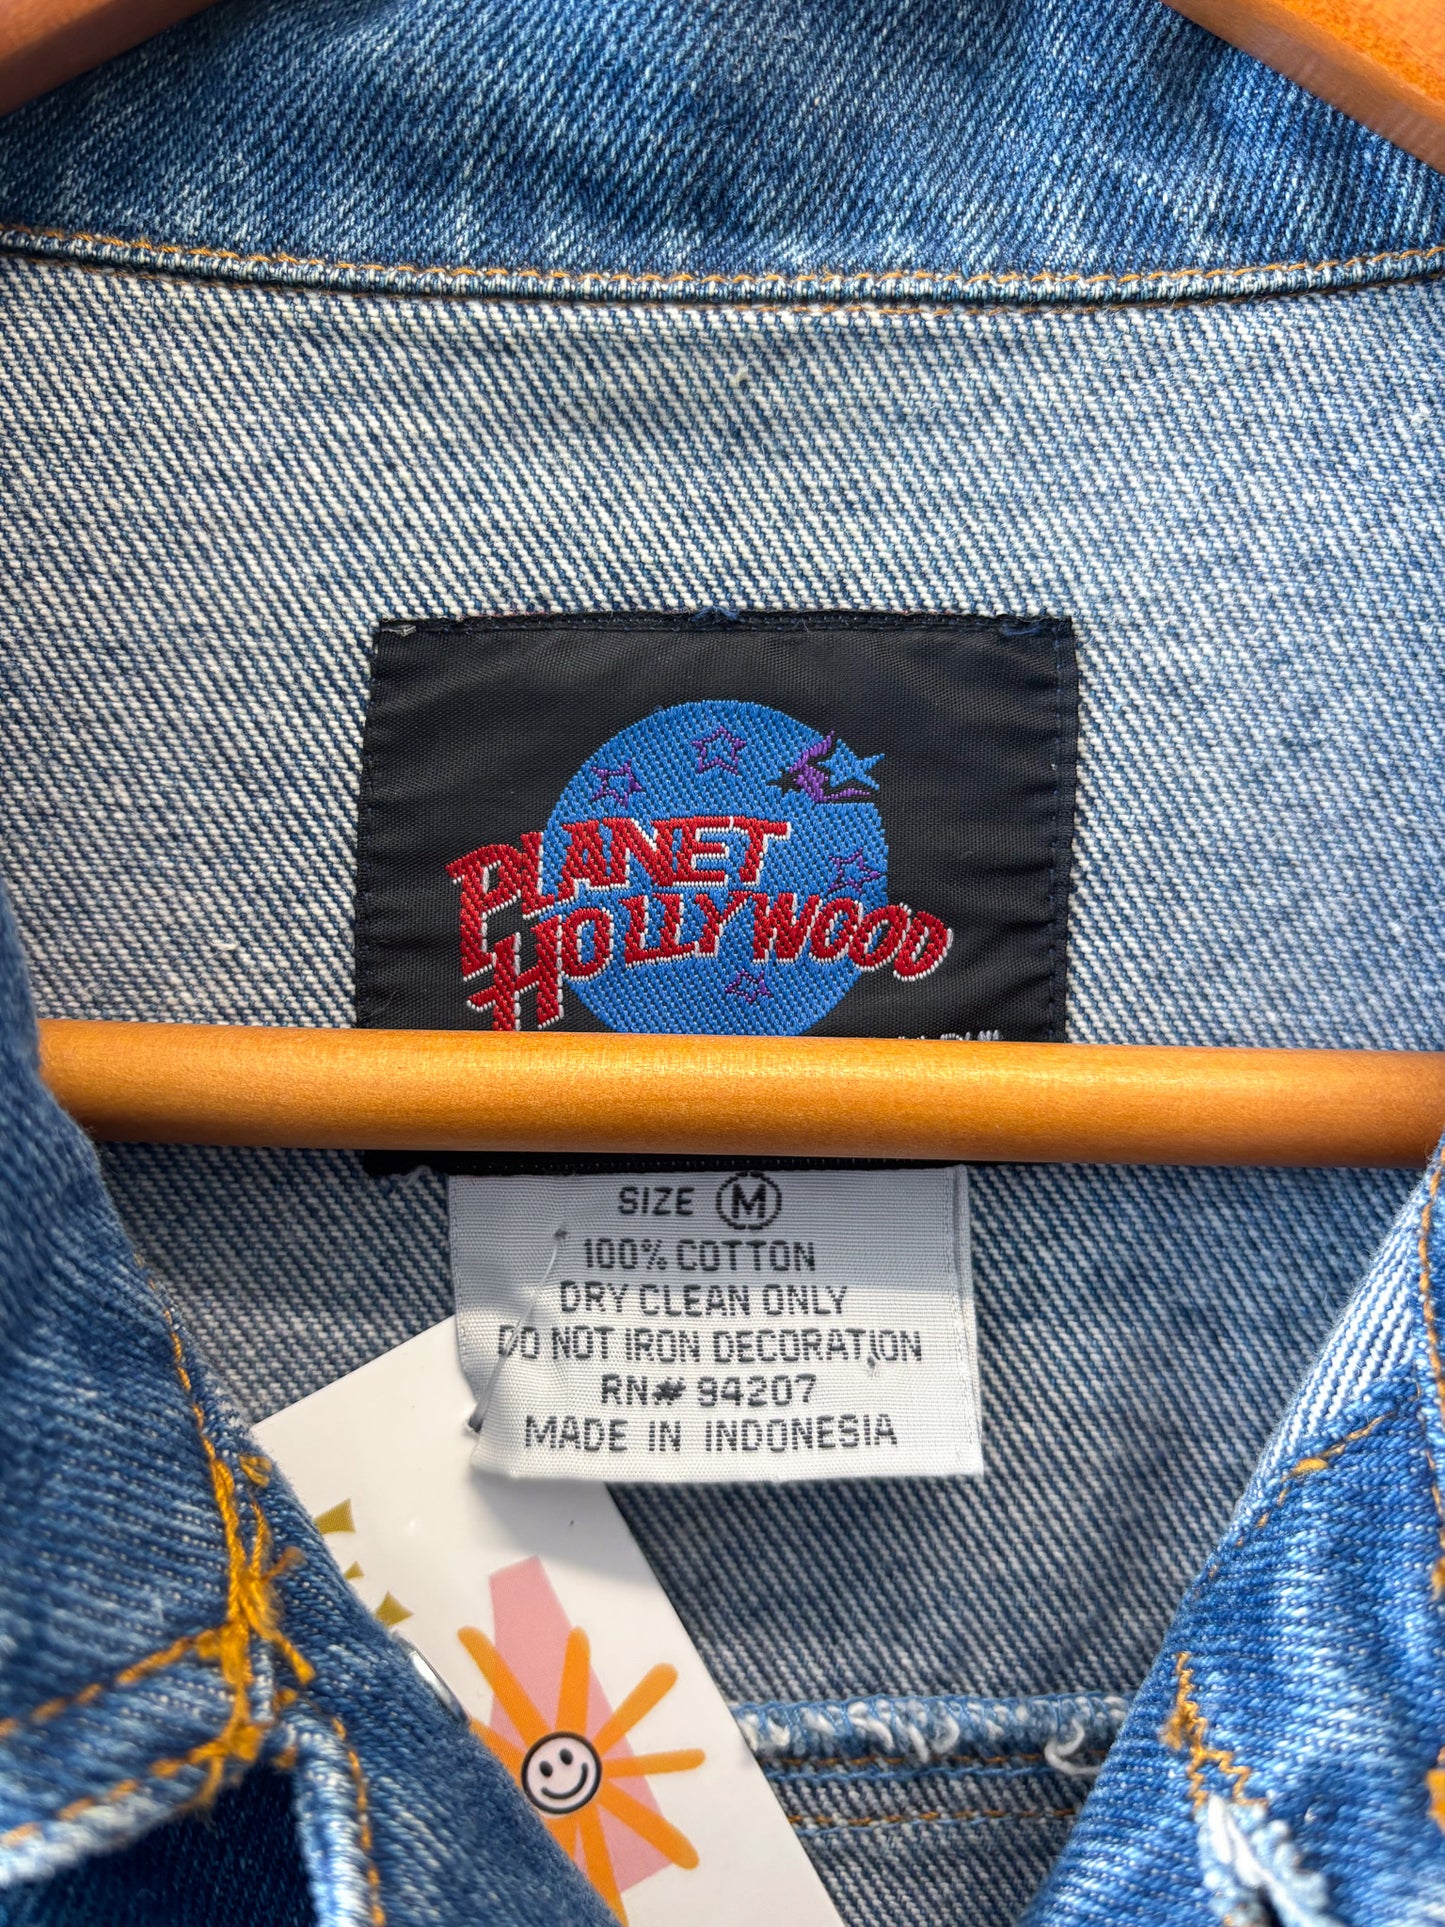 PLANET
HOLLYWOOD
SIZE M
100% COTTON
DRY CLEAN ONLY
DO NOT IRON DECORATION
RN# 94207
MADE IN INDONESIA